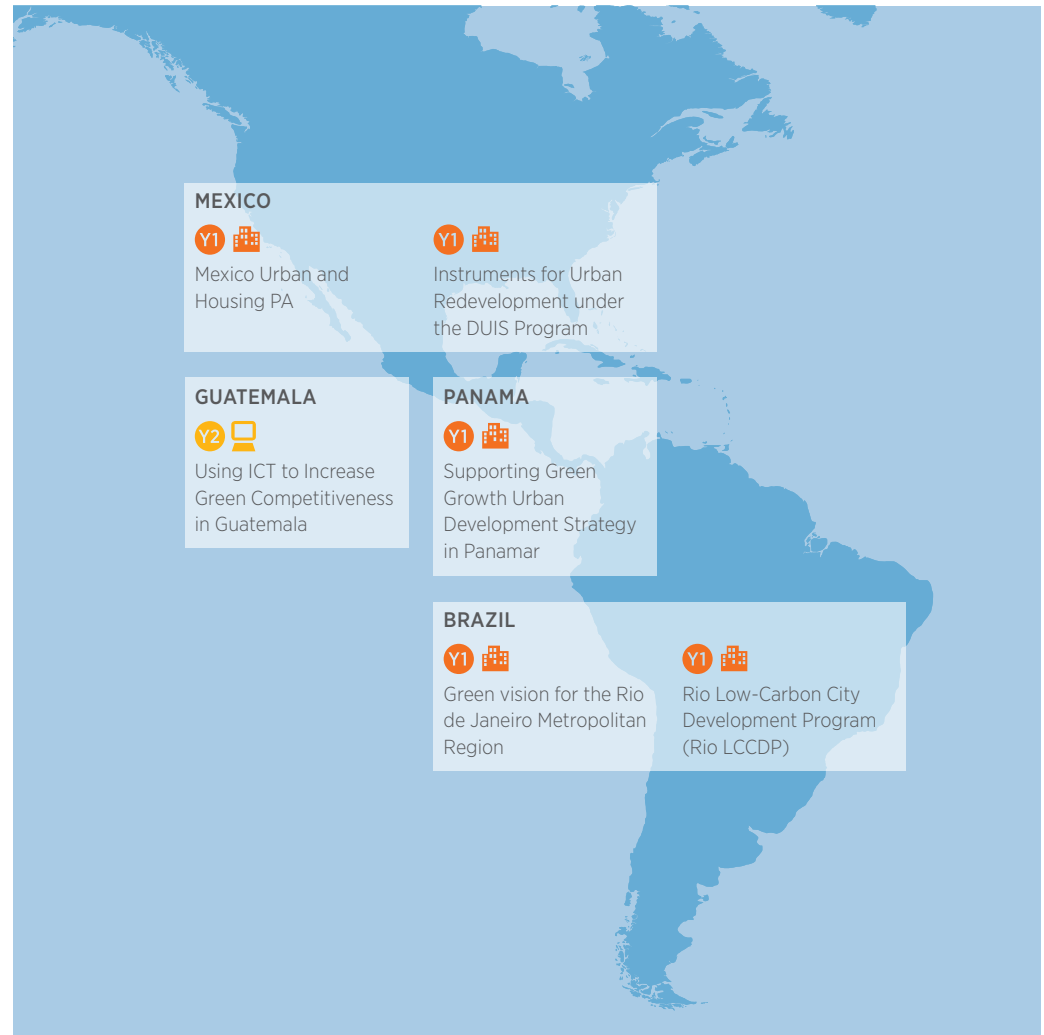 MEXICO
Y1
Mexico Urban and
Housing PA
Y1
Instruments for Urban
Redevelopment under
the DUIS Program
GUATEMALA
Y2
Using ICT to Increase
Green Competitiveness
in Guatemala
PANAMA
Y1
Supporting Green
Growth Urban
Development Strategy
in Panamar
BRAZIL
Y1
Green vision for the Rio
de Janeiro Metropolitan
Region
Y1
Rio Low-Carbon City
Development Program
(Rio LCCDP)